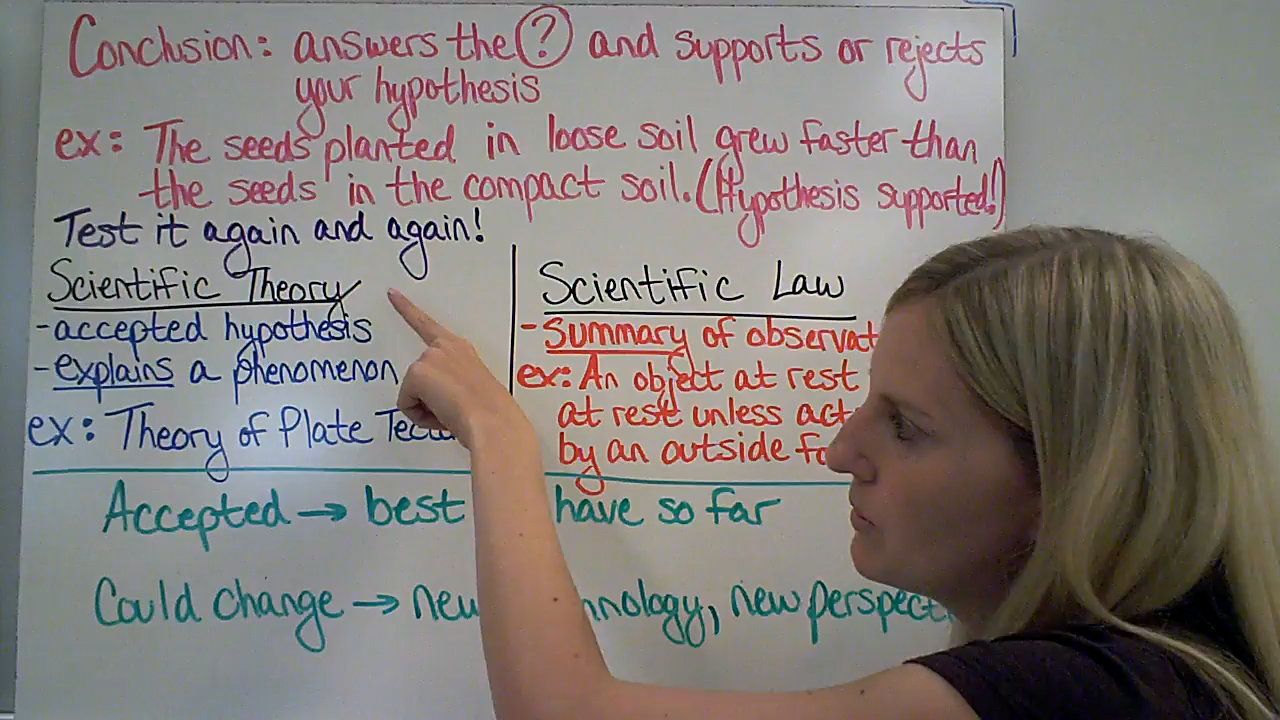 Conclusion: answers the ? and supports or rejects
your hypothesis
ex: The seeds planted in loose soil grew faster than
the seeds in the compact soil. (Hypothesis supported!)
Test it again and again!
Scientific Theory
- accepted hypothesis
- explains a phenomenon
ex: Theory of Plate
Scientific Law
- Summary of
ex: An object at rest
at rest unless
by an outside
Accepted → best have so far
Could change → new perspect